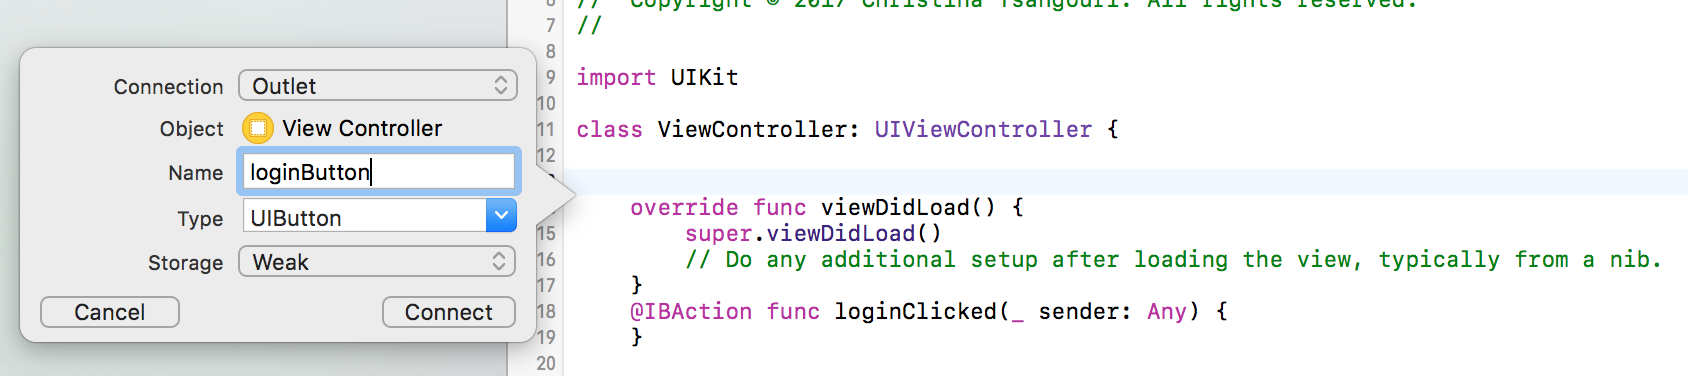 Connection Outlet
Object View Controller
Name loginButton
Type UIButton
Storage Weak
Cancel Connect
// Copyright © 2017 Christina Tsangouri. All rights reserved.
7 //
8
9 import UIKit
10
11 class ViewController: UIViewController {
12
override func viewDidLoad() {
15 super.viewDidLoad()
16 // Do any additional setup after loading the view, typically from a nib.
17 }
18 @IBAction func loginClicked(_ sender: Any) {
19 }
20